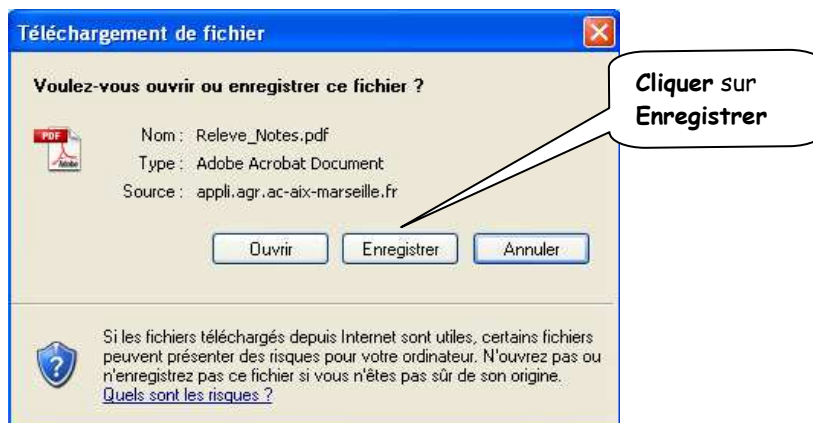 Téléchargement de fichier
Voulez-vous ouvrir ou enregistrer ce fichier ?
PDF
Adobe
Nom : Releve_Notes.pdf
Type : Adobe Acrobat Document
Source : appli.agr.ac-aix-marseille.fr
Ouvrir Enregistrer Annuler
Si les fichiers téléchargés depuis Internet sont utiles, certains fichiers
peuvent présenter des risques pour votre ordinateur. N'ouvrez pas ou
n'enregistrez pas ce fichier si vous n'êtes pas sûr de son origine.
Quels sont les risques ?
Cliquer sur
Enregistrer